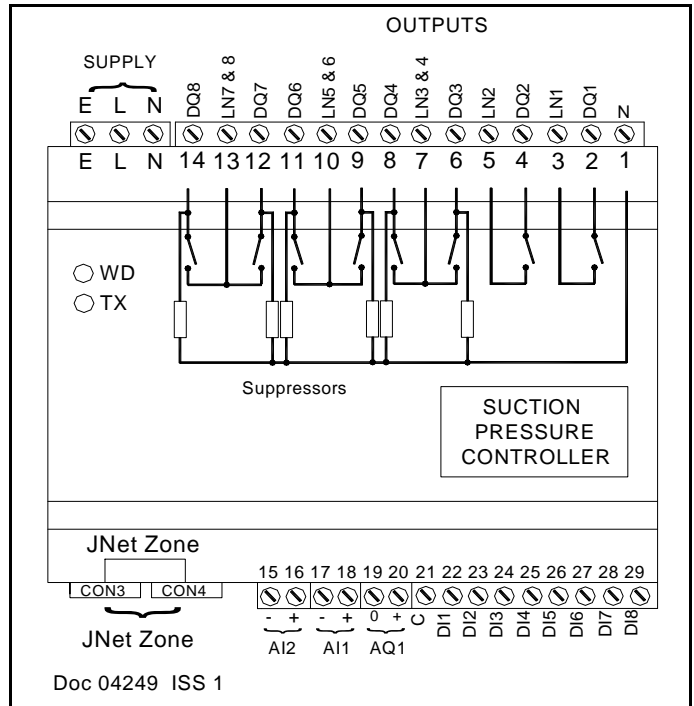 OUTPUTS
SUPPLY
E L N
DQ8 LN7 & 8 DQ7 DQ6 LN5 & 6 DQ5 DQ4 LN3 & 4 DQ3 LN2 DQ2 LN1 DQ1 N
E L N 14 13 12 11 10 9 8 7 6 5 4 3 2 1
WD
TX
Suppressors
SUCTION
PRESSURE
CONTROLLER
JNet Zone
15 16 17 18 19 20 21 22 23 24 25 26 27 28 29
CON3 CON4
- + - + 0 + C DI1 DI2 DI3 DI4 DI5 DI6 DI7 DI8
JNet Zone
AI2 AI1 AQ1
Doc 04249 ISS 1